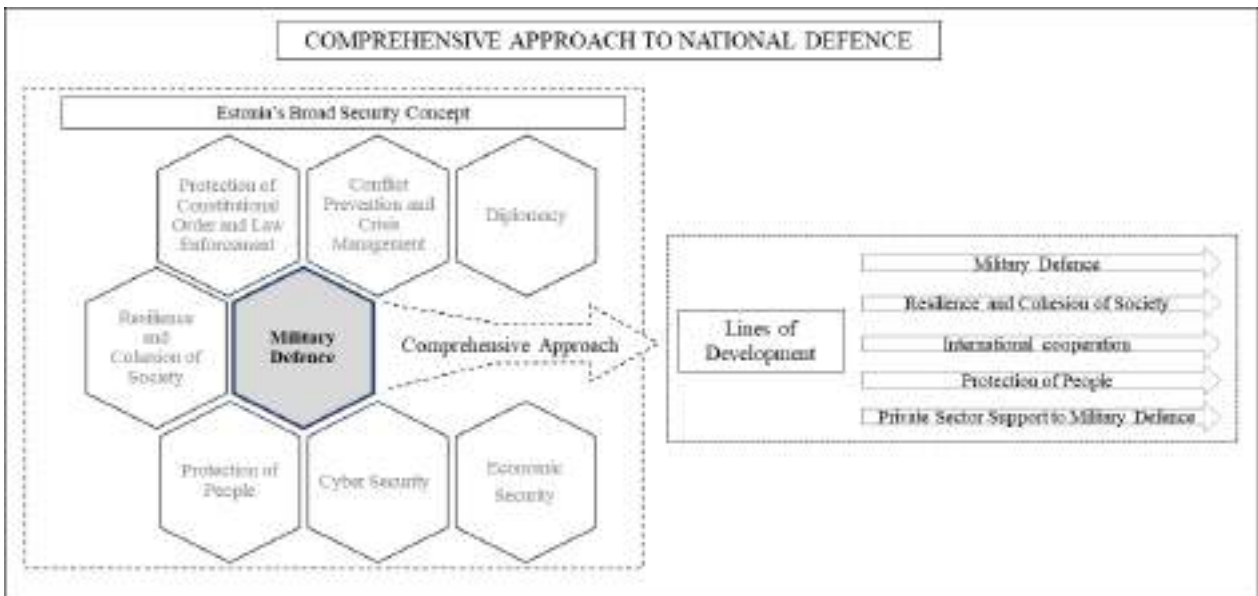 COMPREHENSIVE APPROACH TO NATIONAL DEFENCE
Estonia's Broad Security Concept
Protection of
Constitutional
Order and Law
Enforcement
Conflict
Prevention and
Crisis
Management
Diplomacy
Resilience
and
Cohesion of
Society
Military
Defence
Comprehensive Approach
Protection of
People
Cyber Security
Economic
Security
Lines of
Development
Military Defence
Resilience and Cohesion of Society
International cooperation
Protection of People
Private Sector Support to Military Defence